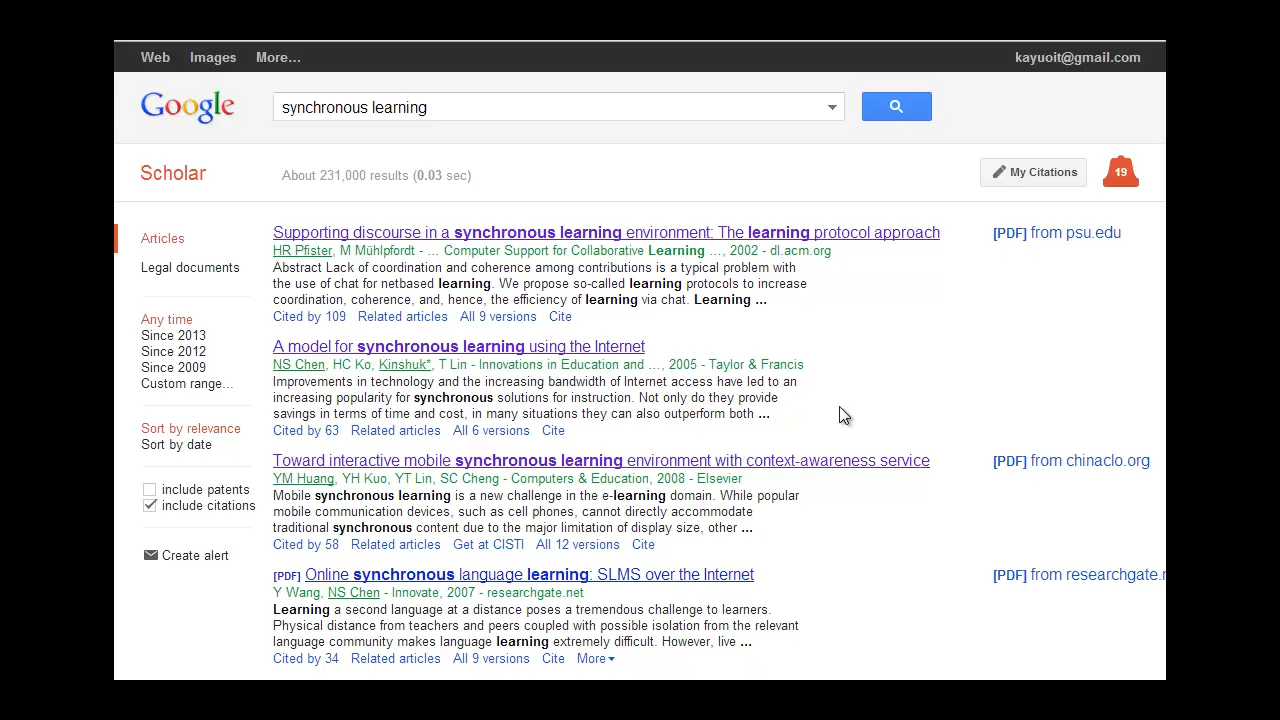 Web Images More... kayuoit@gmail.com
Google synchronous learning
Scholar About 231,000 results (0.03 sec) My Citations 19
Articles
Legal documents
Any time
Since 2013
Since 2012
Since 2009
Custom range...
Sort by relevance
Sort by date
include patents
include citations
Create alert
Supporting discourse in a synchronous learning environment: The learning protocol approach [PDF] from psu.edu
HR Pfister, M Mühlpfordt - ... Computer Support for Collaborative Learning ..., 2002 - dl.acm.org
Abstract Lack of coordination and coherence among contributions is a typical problem with
the use of chat for netbased learning. We propose so-called learning protocols to increase
coordination, coherence, and, hence, the efficiency of learning via chat. Learning ...
Cited by 109 Related articles All 9 versions Cite
A model for synchronous learning using the Internet
NS Chen, HC Ko, Kinshuk*, T Lin - Innovations in Education and ..., 2005 - Taylor & Francis
Improvements in technology and the increasing bandwidth of Internet access have led to an
increasing popularity for synchronous solutions for instruction. Not only do they provide
savings in terms of time and cost, in many situations they can also outperform both ...
Cited by 63 Related articles All 6 versions Cite
Toward interactive mobile synchronous learning environment with context-awareness service [PDF] from chinaclo.org
YM Huang, YH Kuo, YT Lin, SC Cheng - Computers & Education, 2008 - Elsevier
Mobile synchronous learning is a new challenge in the e-learning domain. While popular
mobile communication devices, such as cell phones, cannot directly accommodate
traditional synchronous content due to the major limitation of display size, other ...
Cited by 58 Related articles Get at CISTI All 12 versions Cite
[PDF] Online synchronous language learning: SLMS over the Internet [PDF] from researchgate.n
Y Wang, NS Chen - Innovate, 2007 - researchgate.net
Learning a second language at a distance poses a tremendous challenge to learners.
Physical distance from teachers and peers coupled with possible isolation from the relevant
language community makes language learning extremely difficult. However, live ...
Cited by 34 Related articles All 9 versions Cite More